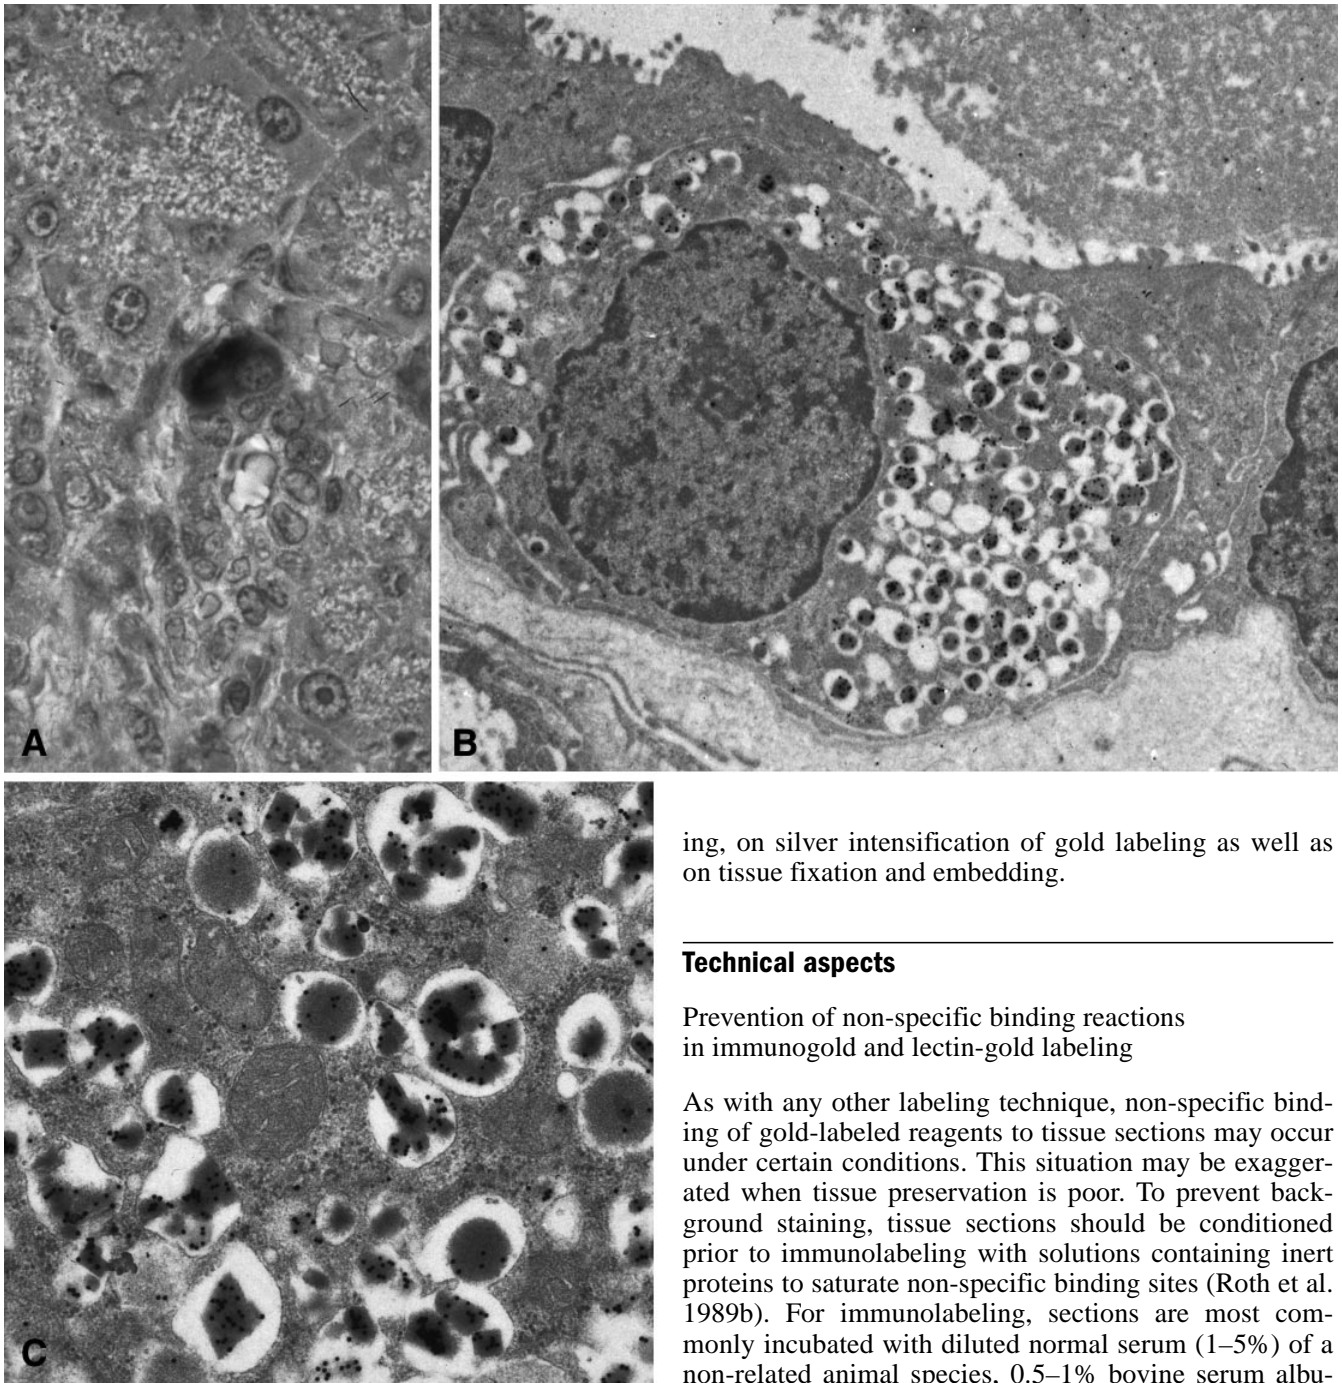 A
B
C
ing, on silver intensification of gold labeling as well as
on tissue fixation and embedding.
Technical aspects
Prevention of non-specific binding reactions
in immunogold and lectin-gold labeling
As with any other labeling technique, non-specific bind-
ing of gold-labeled reagents to tissue sections may occur
under certain conditions. This situation may be exagger-
ated when tissue preservation is poor. To prevent back-
ground staining, tissue sections should be conditioned
prior to immunolabeling with solutions containing inert
proteins to saturate non-specific binding sites (Roth et al.
1989b). For immunolabeling, sections are most com-
monly incubated with diluted normal serum (1–5%) of a
non-related animal species, 0.5–1% bovine serum albu-